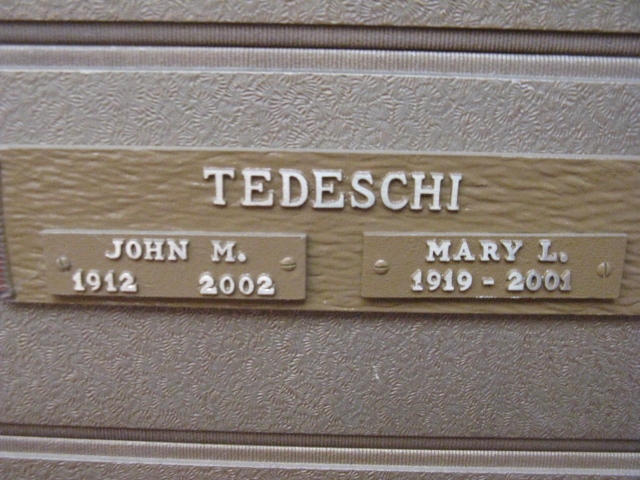 TEDESCHI
JOHN M.
1912 2002
MARY L.
1919 - 2001